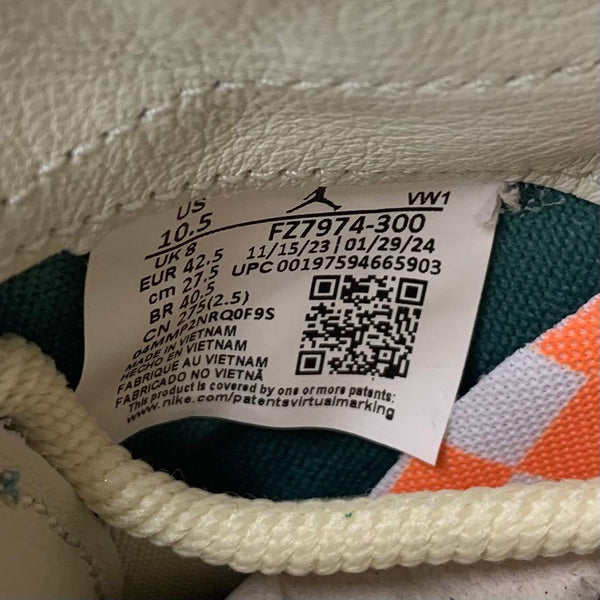 US
10.5
UK 8
EUR 42.5
cm 27.5
BR 40.5
CN 275(2.5)
04MMP2NRQ0F9S
MADE IN VIETNAM
HECHO EN VIETNAM
FABRIQUE AU VIETNAM
FABRICADO NO VIETNÃ
This product is covered by one or more patents:
www.nike.com/patentsvirtualmarking
VW1
FZ7974-300
11/15/23 | 01/29/24
UPC 00197594665903